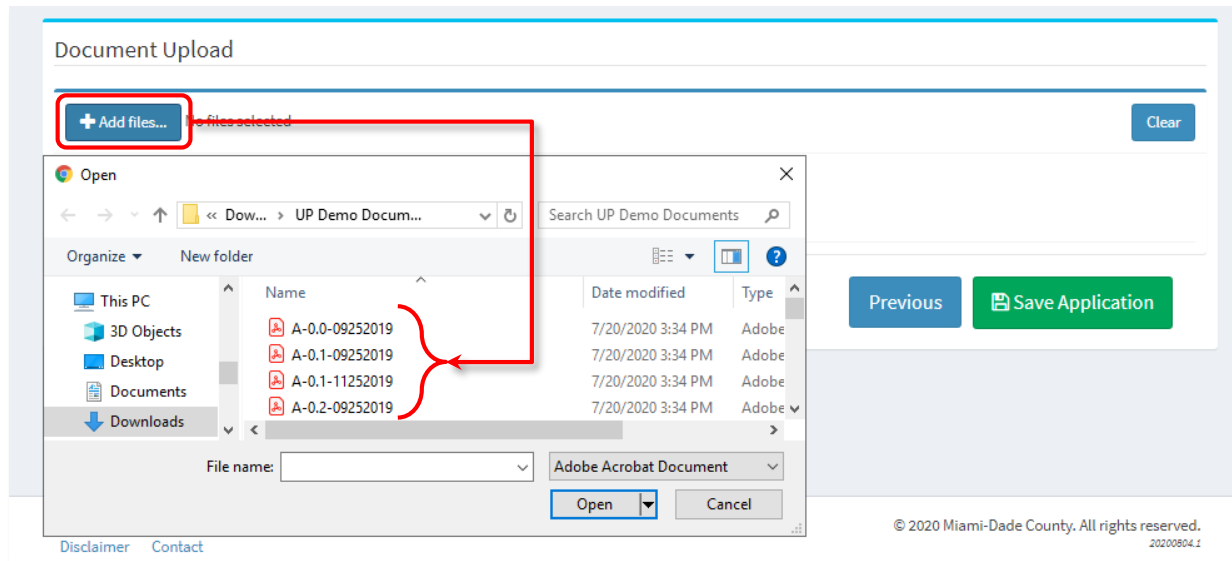 Document Upload
Add files... No files selected
Clear
Open
« Dow... › UP Demo Docum...
Search UP Demo Documents
Organize
New folder
Name
Date modified
Type
This PC
3D Objects
Desktop
Documents
Downloads
A-0.0-09252019 7/20/2020 3:34 PM Adobe
A-0.1-09252019 7/20/2020 3:34 PM Adobe
A-0.1-11252019 7/20/2020 3:34 PM Adobe
A-0.2-09252019 7/20/2020 3:34 PM Adobe
File name:
Adobe Acrobat Document
Open
Cancel
Previous
Save Application
Disclaimer
Contact
© 2020 Miami-Dade County. All rights reserved.
20200804.1